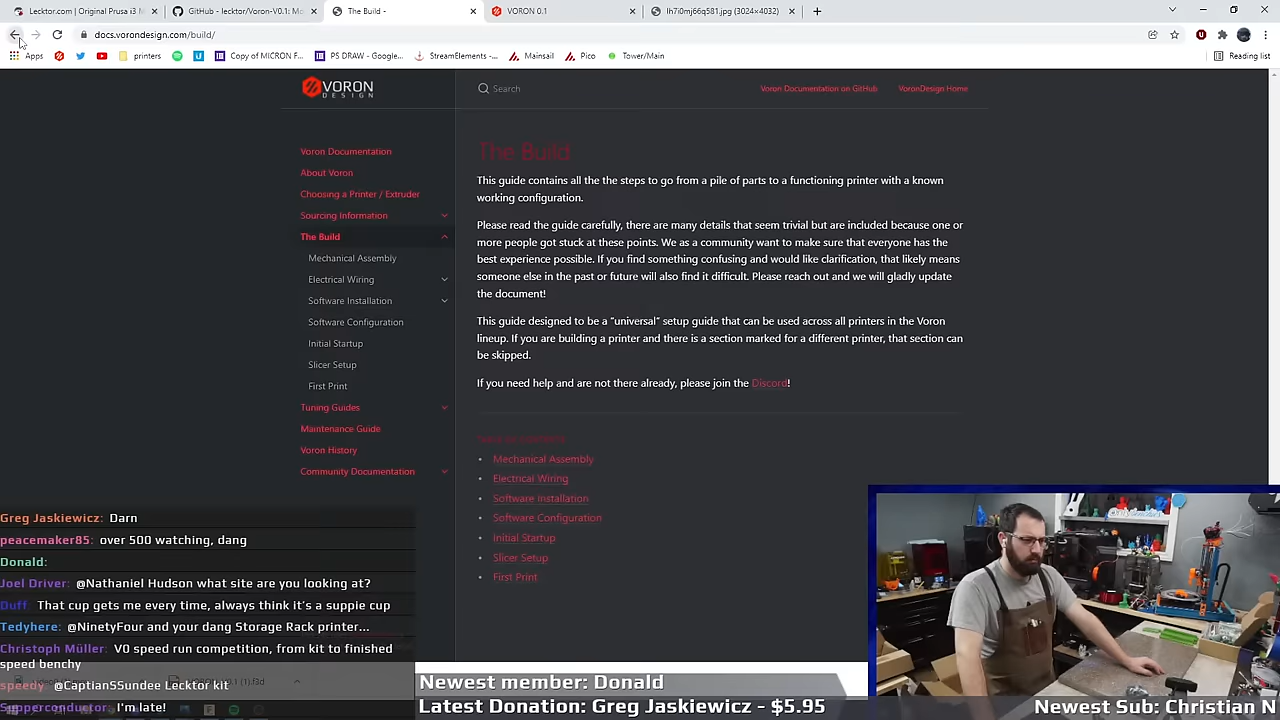 Lecktor.com | Original Prusa i3 M
GitHub - Lecktor/Voron-V0.1: Mo
The Build
VORON 0.1
lh7i0mj66q581.jpg (3024×4032)
docs.vorondesign.com/build/
Apps
printers
Copy of MICRON F...
PS DRAW - Google...
StreamElements - C...
Mainsail
Pico
Tower/Main
Reading list
VORON
DESIGN
Search
Voron Documentation on GitHub
VoronDesign Home
Voron Documentation
About Voron
Choosing a Printer / Extruder
Sourcing Information
The Build
Mechanical Assembly
Electrical Wiring
Software Installation
Software Configuration
Initial Startup
Slicer Setup
First Print
Tuning Guides
Maintenance Guide
Voron History
Community Documentation
The Build
This guide contains all the the steps to go from a pile of parts to a functioning printer with a known
working configuration.
Please read the guide carefully, there are many details that seem trivial but are included because one or
more people got stuck at these points. We as a community want to make sure that everyone has the
best experience possible. If you find something confusing and would like clarification, that likely means
someone else in the past or future will also find it difficult. Please reach out and we will gladly update
the document!
This guide designed to be a “universal” setup guide that can be used across all printers in the Voron
lineup. If you are building a printer and there is a section marked for a different printer, that section can
be skipped.
If you need help and are not there already, please join the Discord!
TABLE OF CONTENTS
• Mechanical Assembly
• Electrical Wiring
• Software Installation
• Software Configuration
• Initial Startup
• Slicer Setup
• First Print
Greg Jaskiewicz: Darn
peacemaker85: over 500 watching, dang
Donald:
Joel Driver: @Nathaniel Hudson what site are you looking at?
Duff: That cup gets me every time, always think it's a suppie cup
Tedyhere: @NinetyFour and your dang Storage Rack printer...
Christoph Müller: V0 speed run competition, from kit to finished
speed benchy
speedy: @CaptianSSundee Lecktor kit
Supperconductor: I'm late!
Newest member: Donald
Latest Donation: Greg Jaskiewicz - $5.95
Newest Sub: Christian N